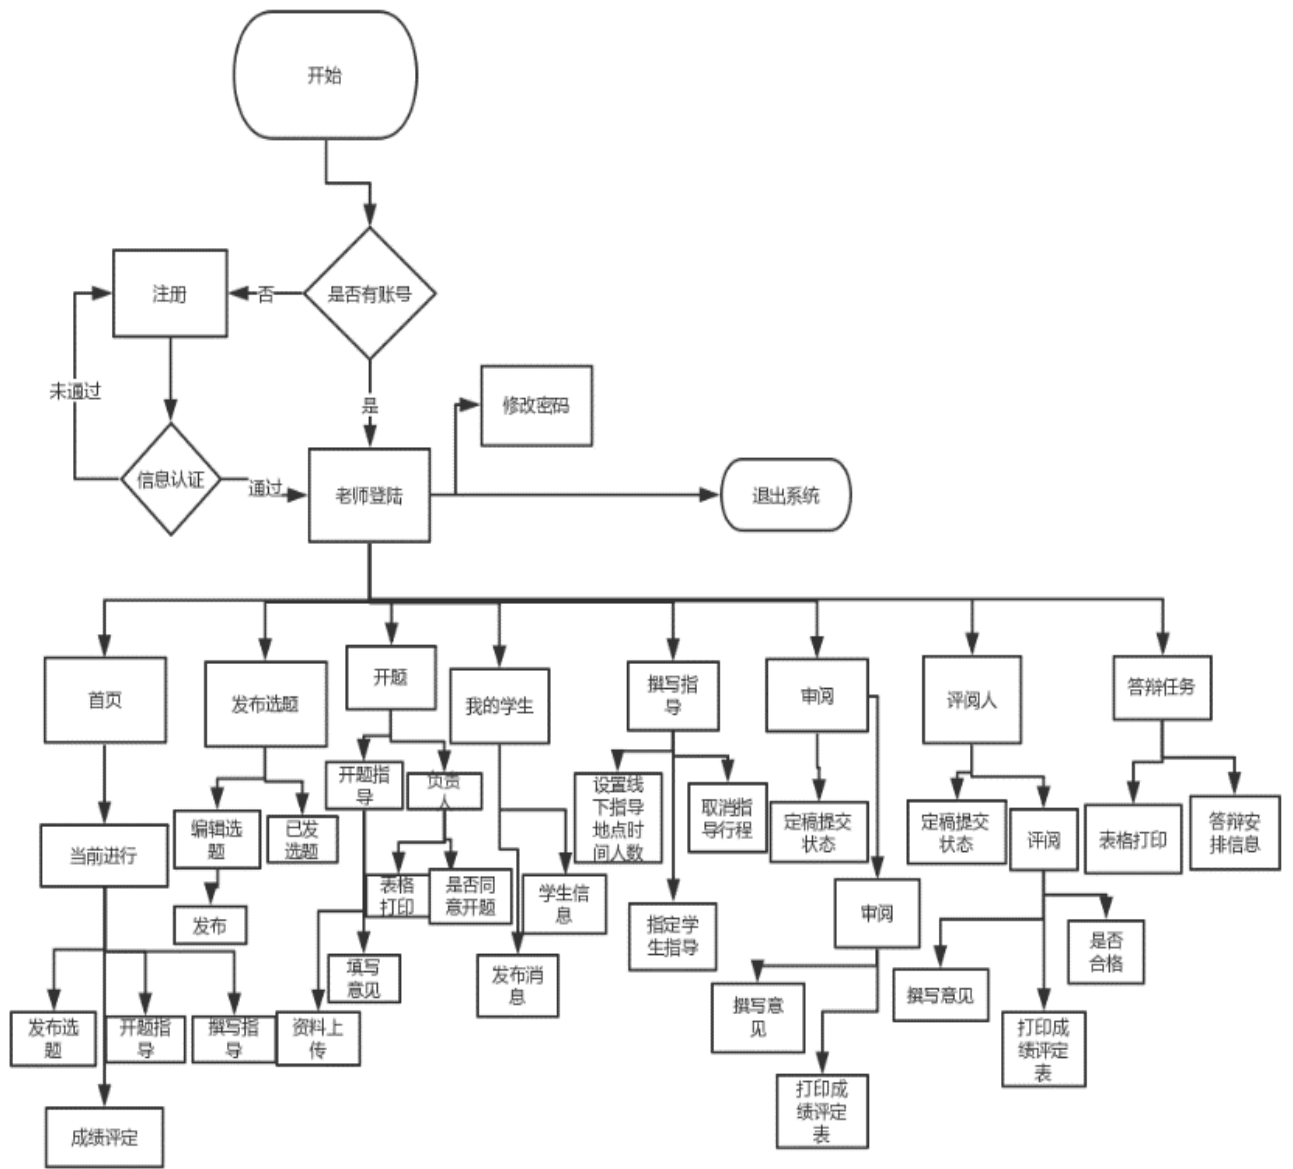 开始
是否有账号
否
注册
未通过
是
修改密码
信息认证
通过
老师登陆
退出系统
首页
发布选题
开题
我的学生
撰写指
导
审阅
评阅人
答辩任务
当前进行
编辑选
题
已发
选题
发布
开题指
导
负责
人
表格
打印
是否同
意开题
填写
意见
资料上
传
学生信
息
发布消
息
设置线
下指导
地点时
间人数
取消指
导行程
指定学
生指导
定稿提交
状态
审阅
撰写意
见
打印成
绩评定
表
定稿提交
状态
评阅
撰写意见
是否
合格
打印成
绩评定
表
表格打印
答辩安
排信息
发布选
题
开题指
导
撰写指
导
成绩评定